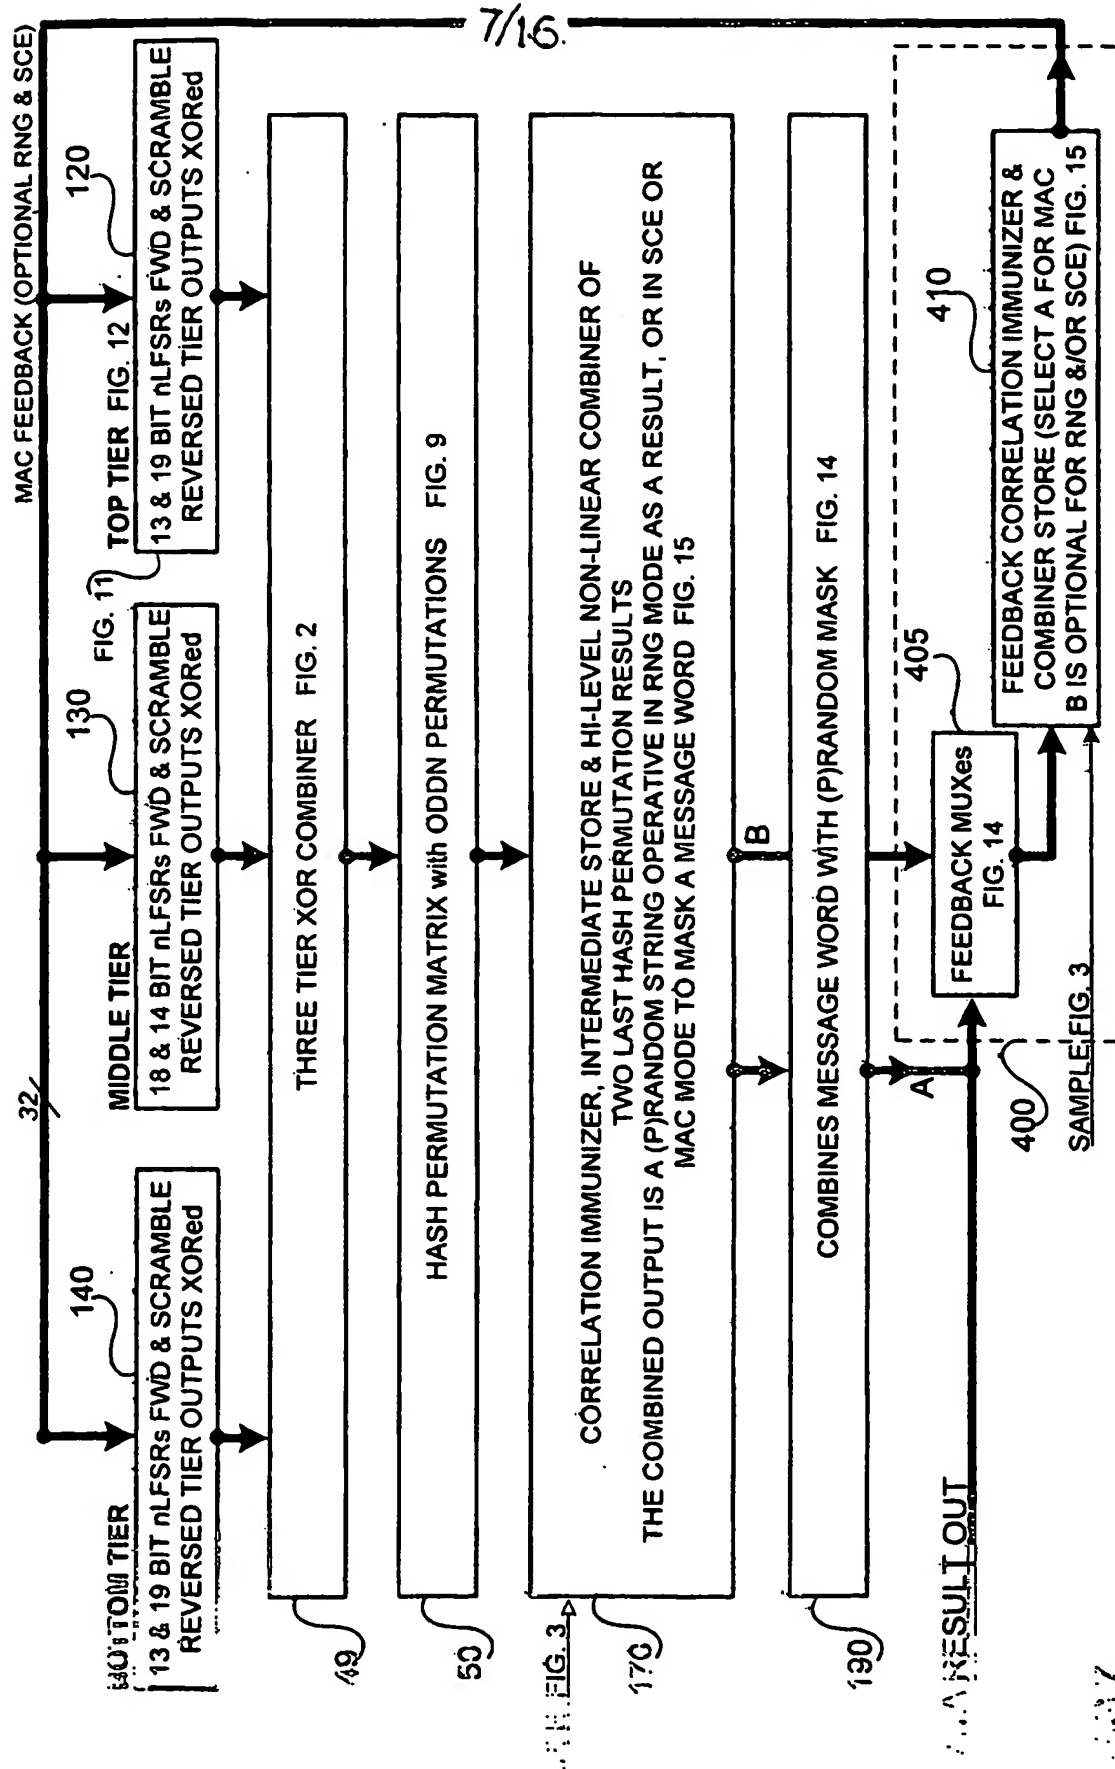 7/16
MAC FEEDBACK (OPTIONAL RNG & SCE)
32
BOTTOM TIER
140
13 & 19 BIT nLFSRs FWD & SCRAMBLE
REVERSED TIER OUTPUTS XORed
MIDDLE TIER
130
18 & 14 BIT nLFSRs FWD & SCRAMBLE
REVERSED TIER OUTPUTS XORed
FIG. 11
TOP TIER FIG. 12
120
13 & 19 BIT nLFSRs FWD & SCRAMBLE
REVERSED TIER OUTPUTS XORed
49
THREE TIER XOR COMBINER FIG. 2
50
HASH PERMUTATION MATRIX with ODDN PERMUTATIONS FIG. 9
FIG. 3
170
CORRELATION IMMUNIZER, INTERMEDIATE STORE & HI-LEVEL NON-LINEAR COMBINER OF
TWO LAST HASH PERMUTATION RESULTS
THE COMBINED OUTPUT IS A (P)RANDOM STRING OPERATIVE IN RNG MODE AS A RESULT, OR IN SCE OR
MAC MODE TO MASK A MESSAGE WORD FIG. 15
B
190
COMBINES MESSAGE WORD WITH (P)RANDOM MASK FIG. 14
A
RESULT OUT
400
405
FEEDBACK MUXes
FIG. 14
410
FEEDBACK CORRELATION IMMUNIZER &
COMBINER STORE (SELECT A FOR MAC
B IS OPTIONAL FOR RNG &/OR SCE) FIG. 15
SAMPLE FIG. 3